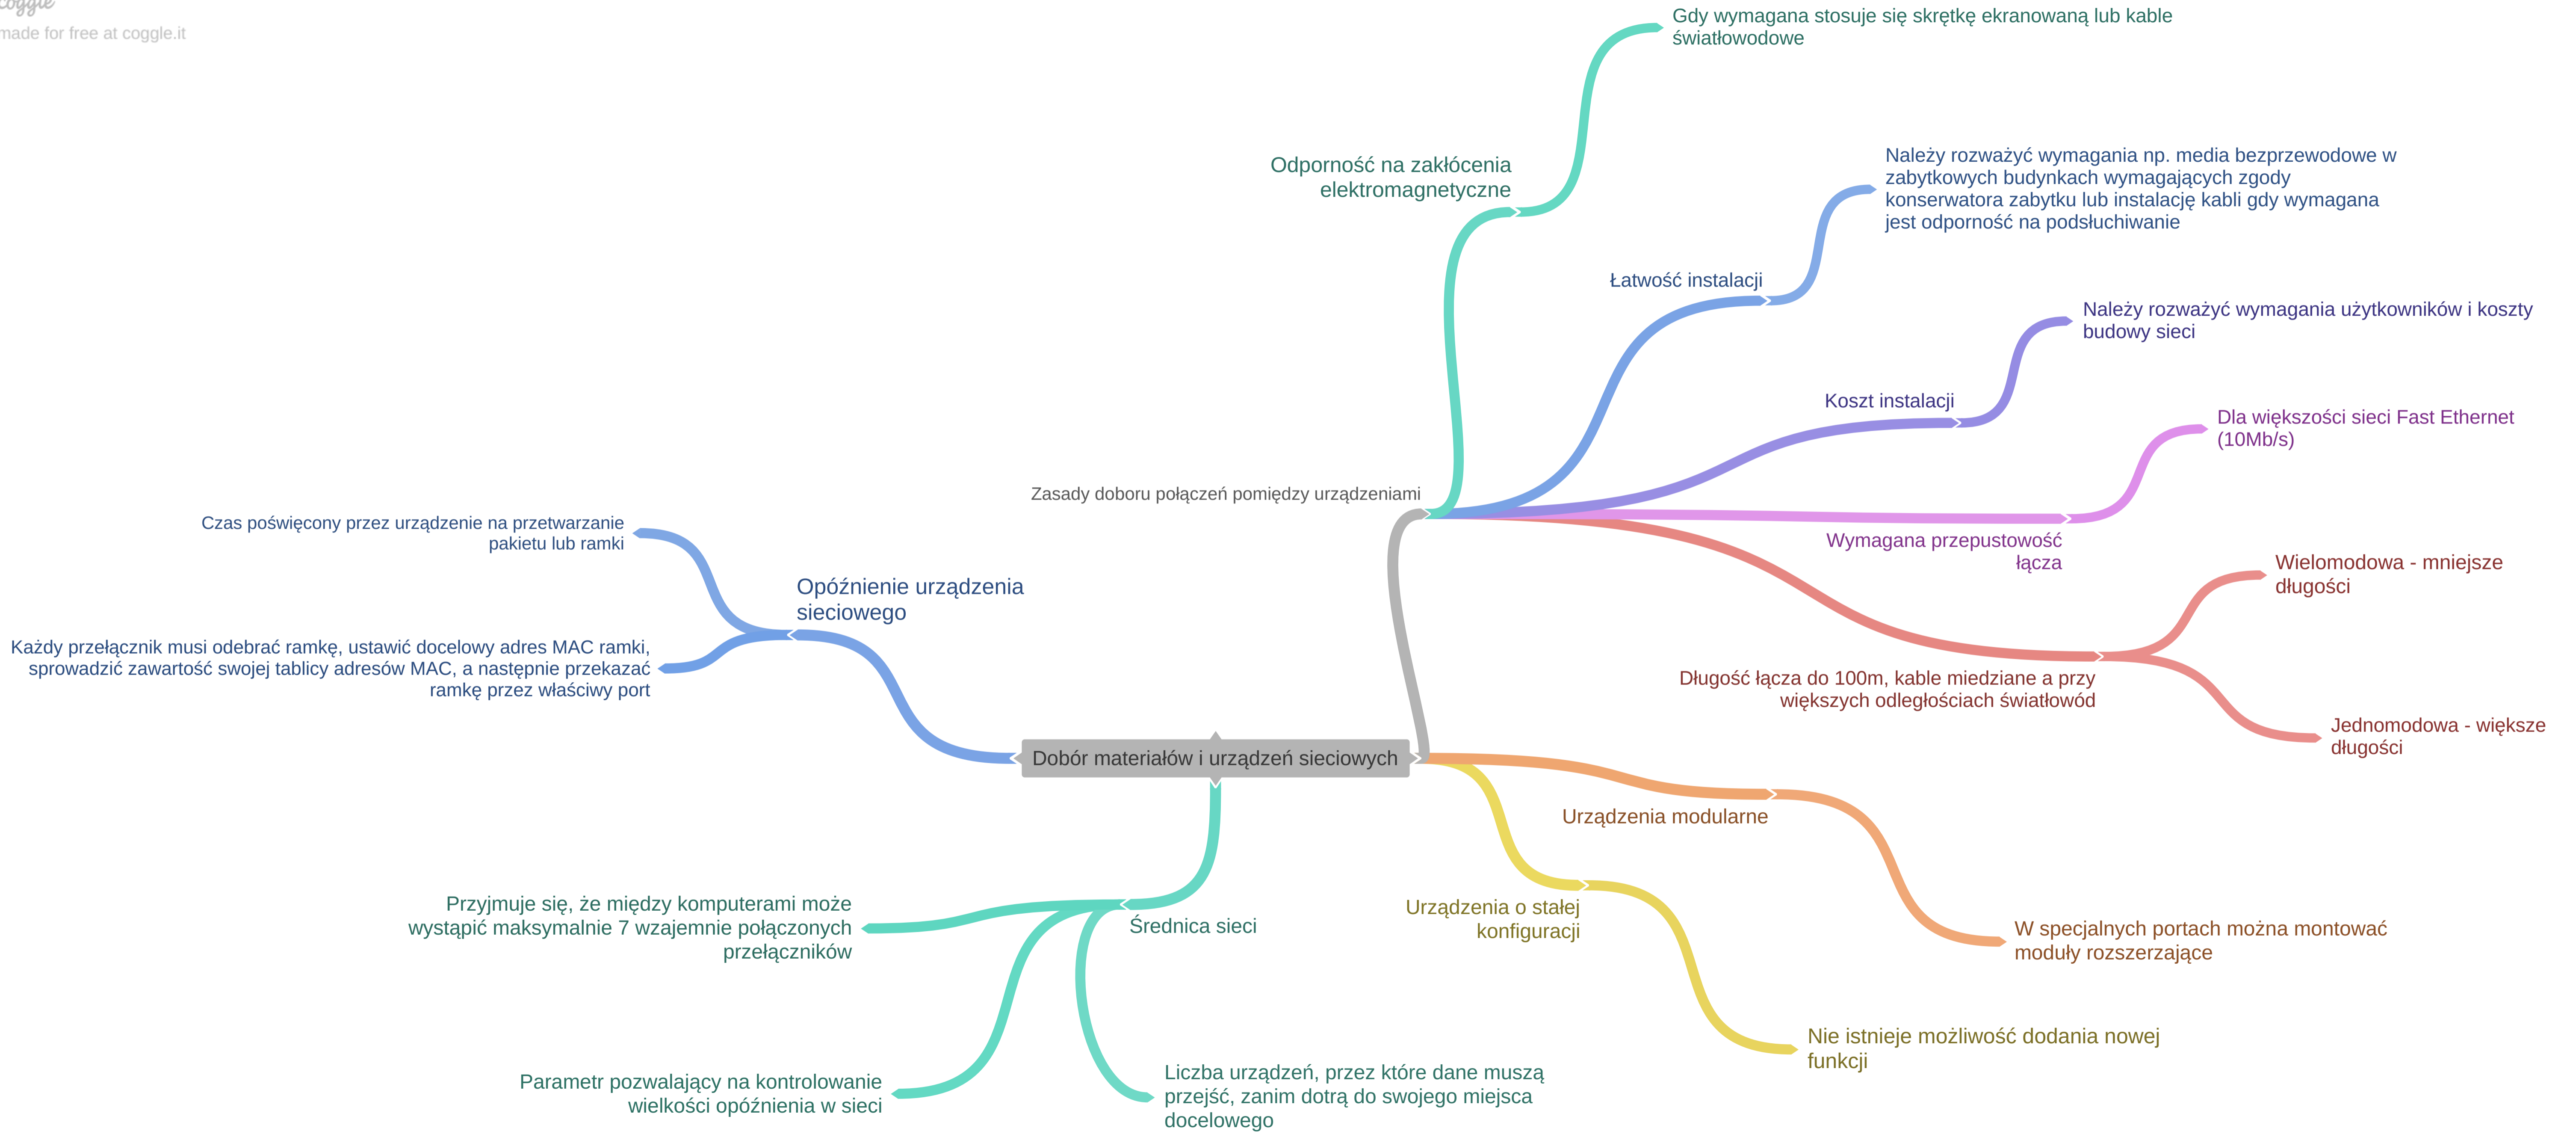 coggle
made for free at coggle.it
Gdy wymagana stosuje się skrętkę ekranowaną lub kable
światłowodowe
Odporność na zakłócenia
elektromagnetyczne
Należy rozważyć wymagania np. media bezprzewodowe w
zabytkowych budynkach wymagających zgody
konserwatora zabytku lub instalację kabli gdy wymagana
jest odporność na podsłuchiwanie
Łatwość instalacji
Należy rozważyć wymagania użytkowników i koszty
budowy sieci
Koszt instalacji
Dla większości sieci Fast Ethernet
(10Mb/s)
Zasady doboru połączeń pomiędzy urządzeniami
Wymagana przepustowość
łącza
Wielomodowa - mniejsze
długości
Długość łącza do 100m, kable miedziane a przy
większych odległościach światłowód
Jednomodowa - większe
długości
Czas poświęcony przez urządzenie na przetwarzanie
pakietu lub ramki
Opóźnienie urządzenia
sieciowego
Każdy przełącznik musi odebrać ramkę, ustawić docelowy adres MAC ramki,
sprowadzić zawartość swojej tablicy adresów MAC, a następnie przekazać
ramkę przez właściwy port
Dobór materiałów i urządzeń sieciowych
Urządzenia modularne
W specjalnych portach można montować
moduły rozszerzające
Urządzenia o stałej
konfiguracji
Nie istnieje możliwość dodania nowej
funkcji
Średnica sieci
Przyjmuje się, że między komputerami może
wystąpić maksymalnie 7 wzajemnie połączonych
przełączników
Parametr pozwalający na kontrolowanie
wielkości opóźnienia w sieci
Liczba urządzeń, przez które dane muszą
przejść, zanim dotrą do swojego miejsca
docelowego